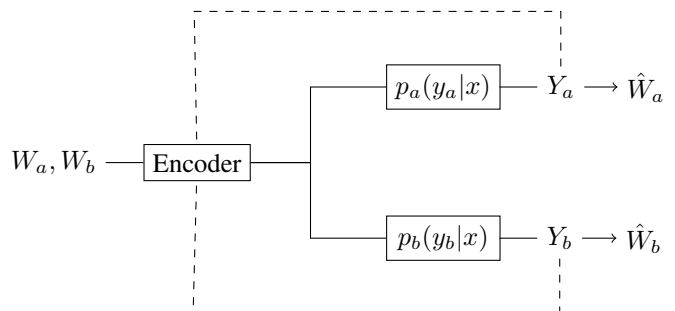 p_a(y_a|x) Y_a Ŵ_a
W_a, W_b Encoder
p_b(y_b|x) Y_b Ŵ_b